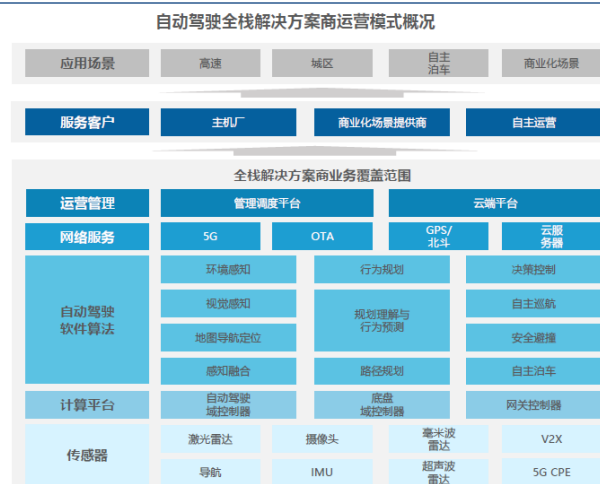 自动驾驶全栈解决方案商运营模式概况
应用场景
高速
城区
自主
泊车
商业化场景
服务客户
主机厂
商业化场景提供商
自主运营
全栈解决方案商业务覆盖范围
运营管理
管理调度平台
云端平台
网络服务
5G
OTA
GPS/
北斗
云服
务器
自动驾驶
软件算法
环境感知
行为规划
决策控制
视觉感知
规划理解与
行为预测
自主巡航
地图导航定位
安全避撞
感知融合
路径规划
自主泊车
计算平台
自动驾驶
域控制器
底盘
域控制器
网关控制器
传感器
激光雷达
摄像头
毫米波
雷达
V2X
导航
IMU
超声波
雷达
5G CPE